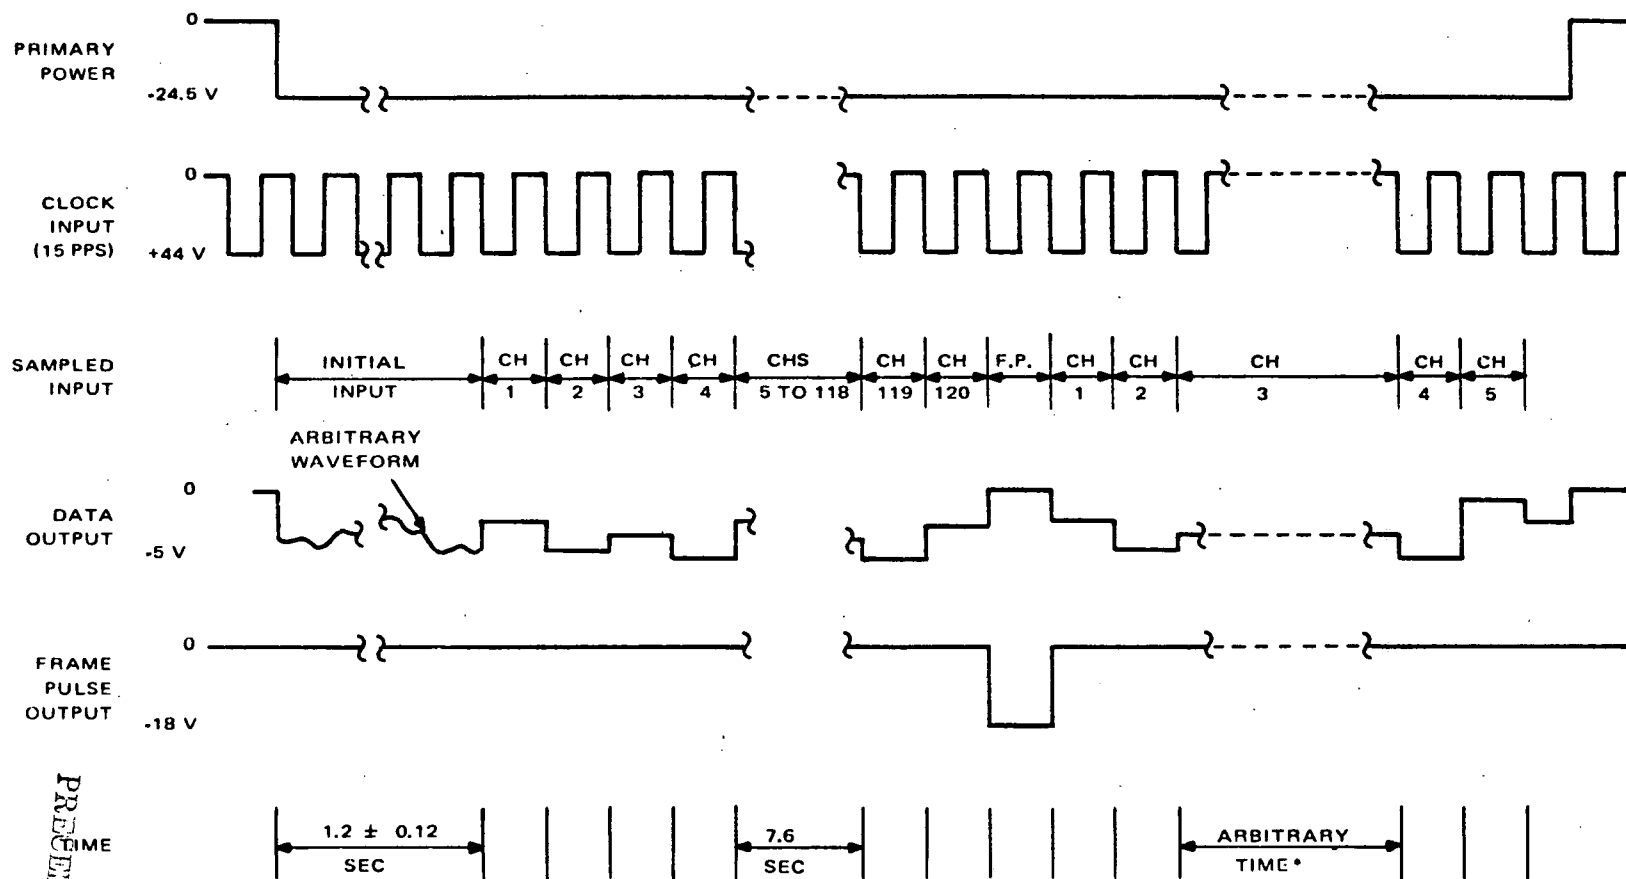 0
PRIMARY
POWER
-24.5 V
0
CLOCK
INPUT
(15 PPS)
+44 V
SAMPLED
INPUT
INITIAL
INPUT
CH
1
CH
2
CH
3
CH
4
CHS
5 TO 118
CH
119
CH
120
F.P.
CH
1
CH
2
CH
3
CH
4
CH
5
ARBITRARY
WAVEFORM
0
DATA
OUTPUT
-5 V
0
FRAME
PULSE
OUTPUT
-18 V
TIME
1.2 ± 0.12
SEC
7.6
SEC
ARBITRARY
TIME*